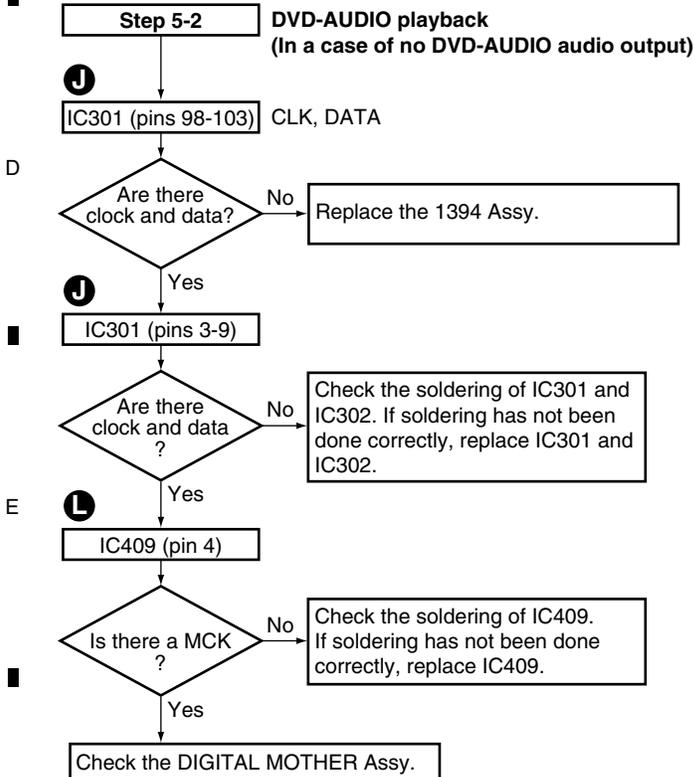 Step 5-2
DVD-AUDIO playback
(In a case of no DVD-AUDIO audio output)
J
IC301 (pins 98-103)
CLK, DATA
D
Are there
clock and data?
No
Replace the 1394 Assy.
Yes
J
IC301 (pins 3-9)
Are there
clock and data
?
No
Check the soldering of IC301 and
IC302. If soldering has not been
done correctly, replace IC301 and
IC302.
Yes
E
L
IC409 (pin 4)
Is there a MCK
?
No
Check the soldering of IC409.
If soldering has not been done
correctly, replace IC409.
Yes
Check the DIGITAL MOTHER Assy.